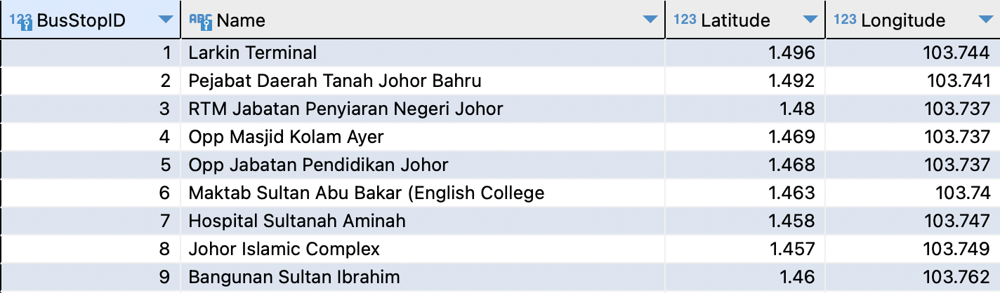 123 BusStopID ABC Name 123 Latitude 123 Longitude
1 Larkin Terminal 1.496 103.744
2 Pejabat Daerah Tanah Johor Bahru 1.492 103.741
3 RTM Jabatan Penyiaran Negeri Johor 1.48 103.737
4 Opp Masjid Kolam Ayer 1.469 103.737
5 Opp Jabatan Pendidikan Johor 1.468 103.737
6 Maktab Sultan Abu Bakar (English College 1.463 103.74
7 Hospital Sultanah Aminah 1.458 103.747
8 Johor Islamic Complex 1.457 103.749
9 Bangunan Sultan Ibrahim 1.46 103.762